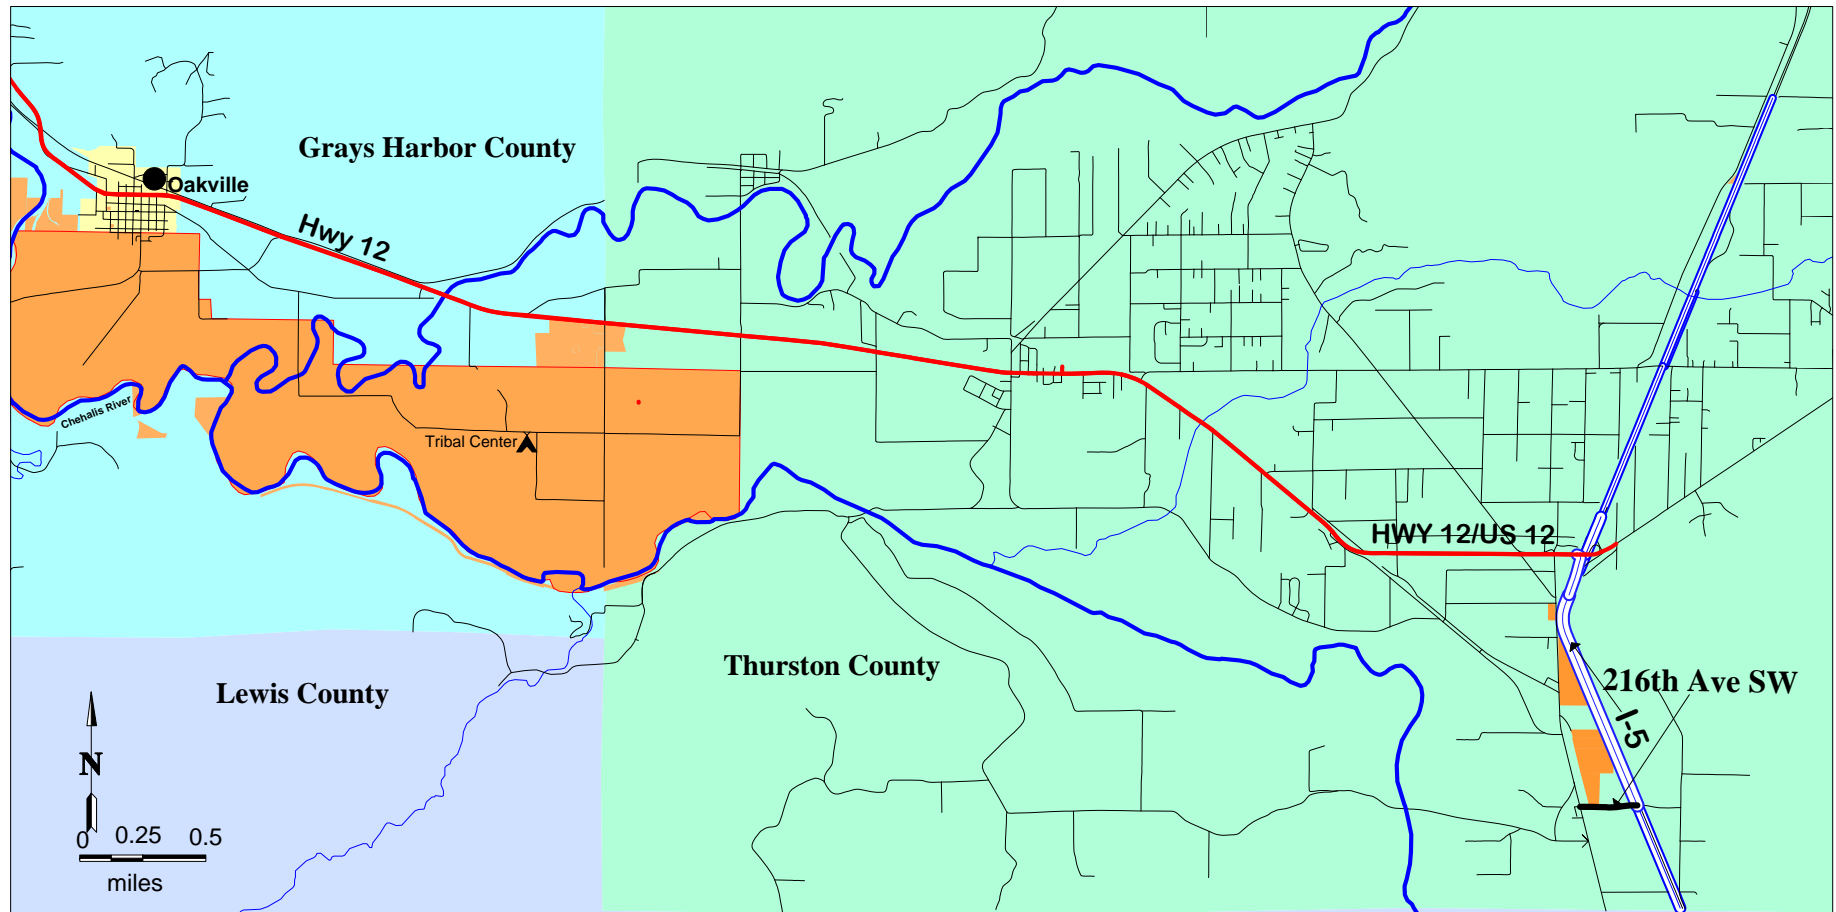 Grays Harbor County
Oakville
Hwy 12
Chehalis River
Tribal Center
HWY 12/US 12
Thurston County
216th Ave SW
Lewis County
I-5
N
0 0.25 0.5
miles